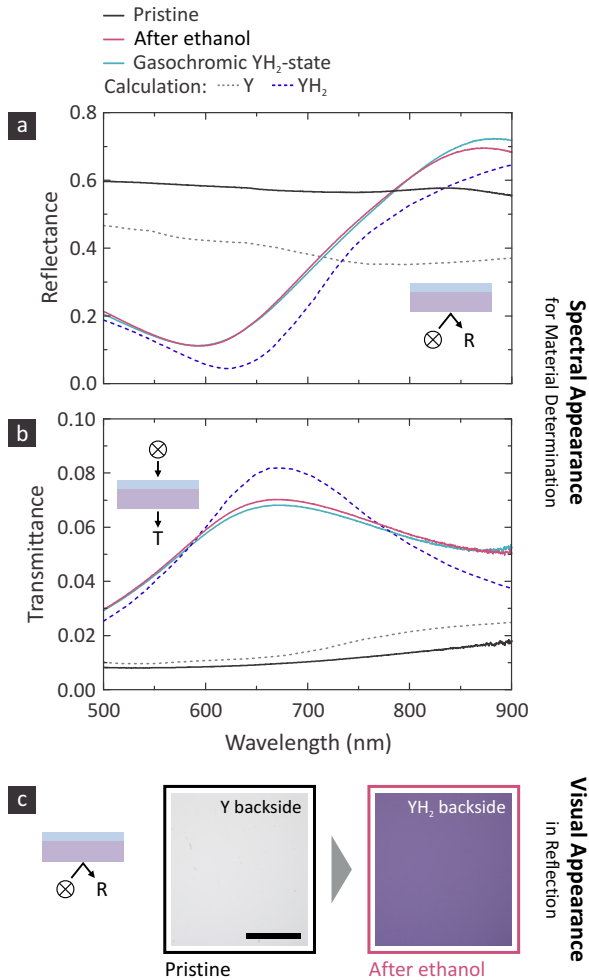 Pristine
After ethanol
Gasochromic YH₂-state
Calculation: Y YH₂
a
0.8
0.6
0.4
0.2
0.0
Reflectance
R
b
0.10
0.08
0.06
0.04
0.02
0.00
Transmittance
T
500 600 700 800 900
Wavelength (nm)
Spectral Appearance
for Material Determination
c
R
Y backside
Pristine
YH₂ backside
After ethanol
Visual Appearance
in Reflection